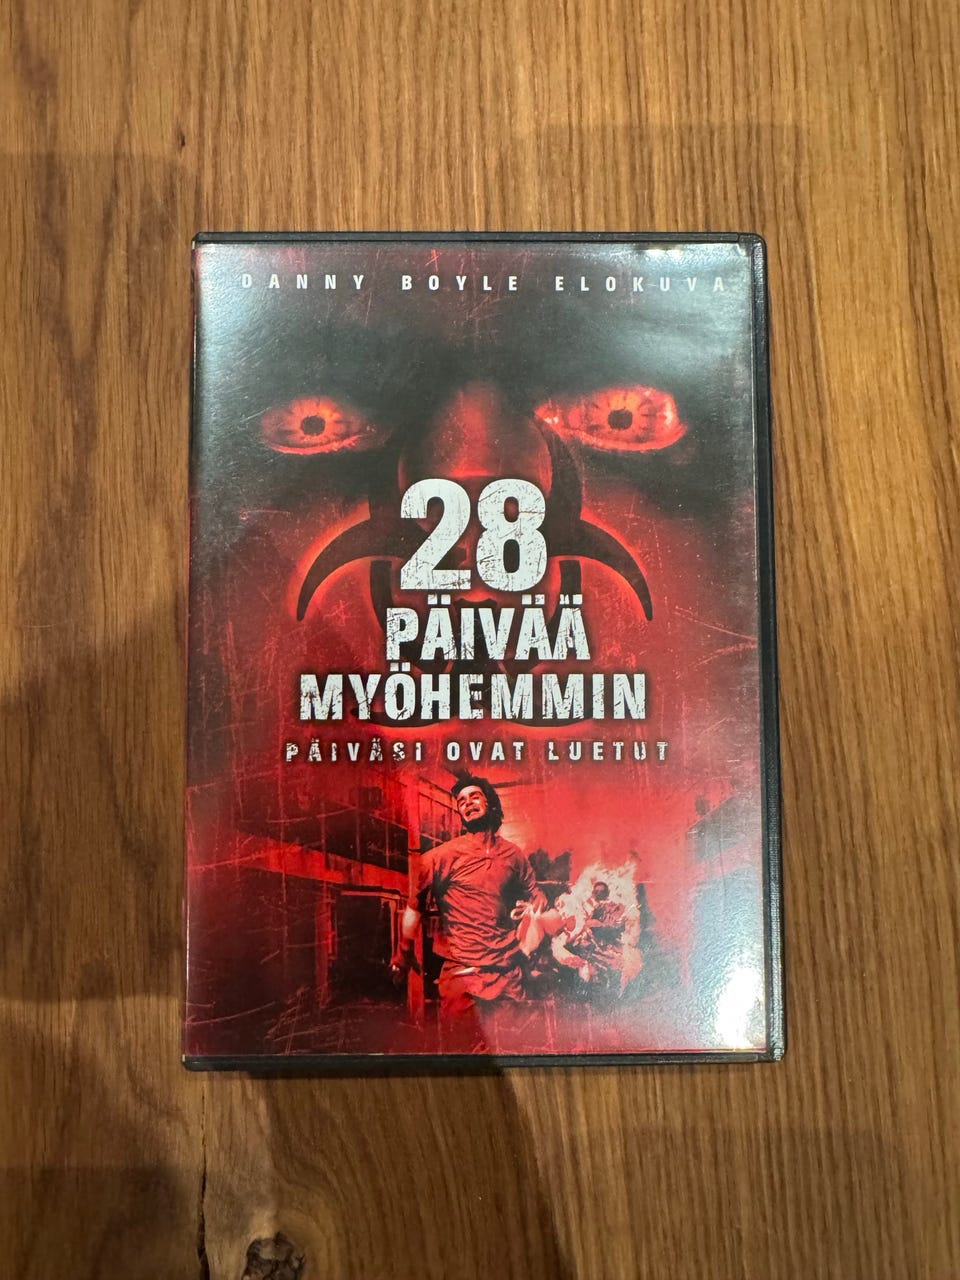 DANNY BOYLE ELOKUVA
28
PÄIVÄÄ
MYÖHEMMIN
PÄIVÄSI OVAT LUETUT